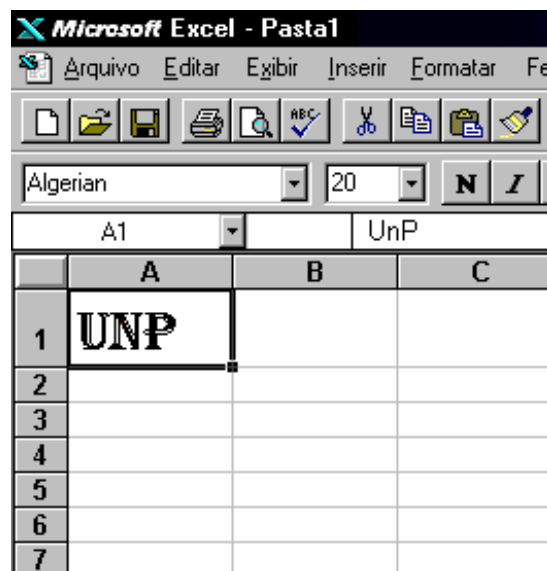 Microsoft Excel - Pasta1
Arquivo Editar Exibir Inserir Formatar Fe
ABC
Algerian 20 N I
A1 UnP
A B C
1 UNP
2
3
4
5
6
7